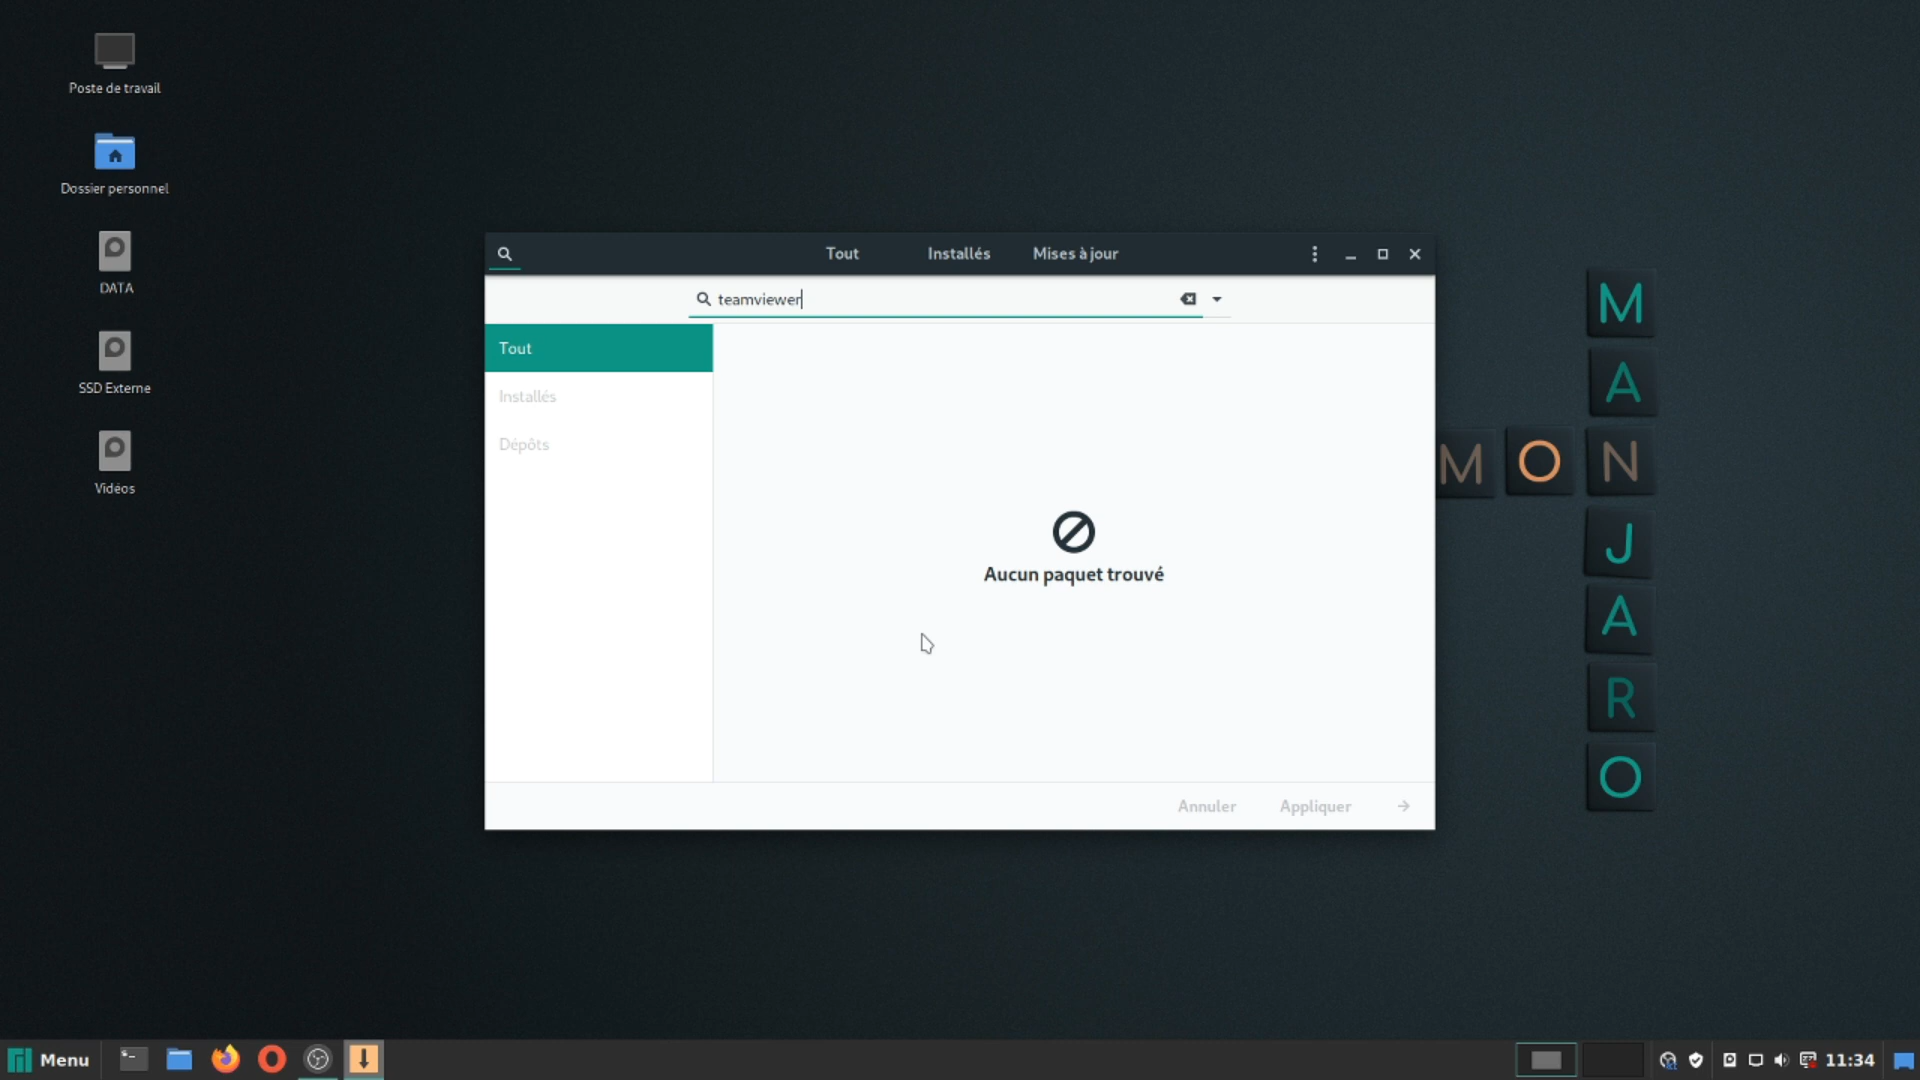 Poste de travail
Dossier personnel
DATA
SSD Externe
Vidéos
Tout
Installés
Mises à jour
teamviewer
Tout
Installés
Dépôts
Aucun paquet trouvé
Annuler
Appliquer
M
A
M O N
J
A
R
O
Menu
11:34